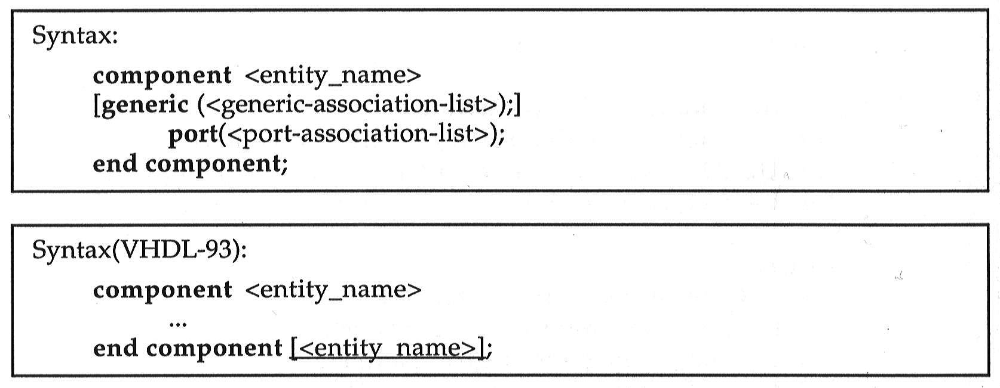 Syntax:
component <entity_name>
[generic (<generic-association-list>);]
port(<port-association-list>);
end component;
Syntax(VHDL-93):
component <entity_name>
...
end component [<entity_name>];